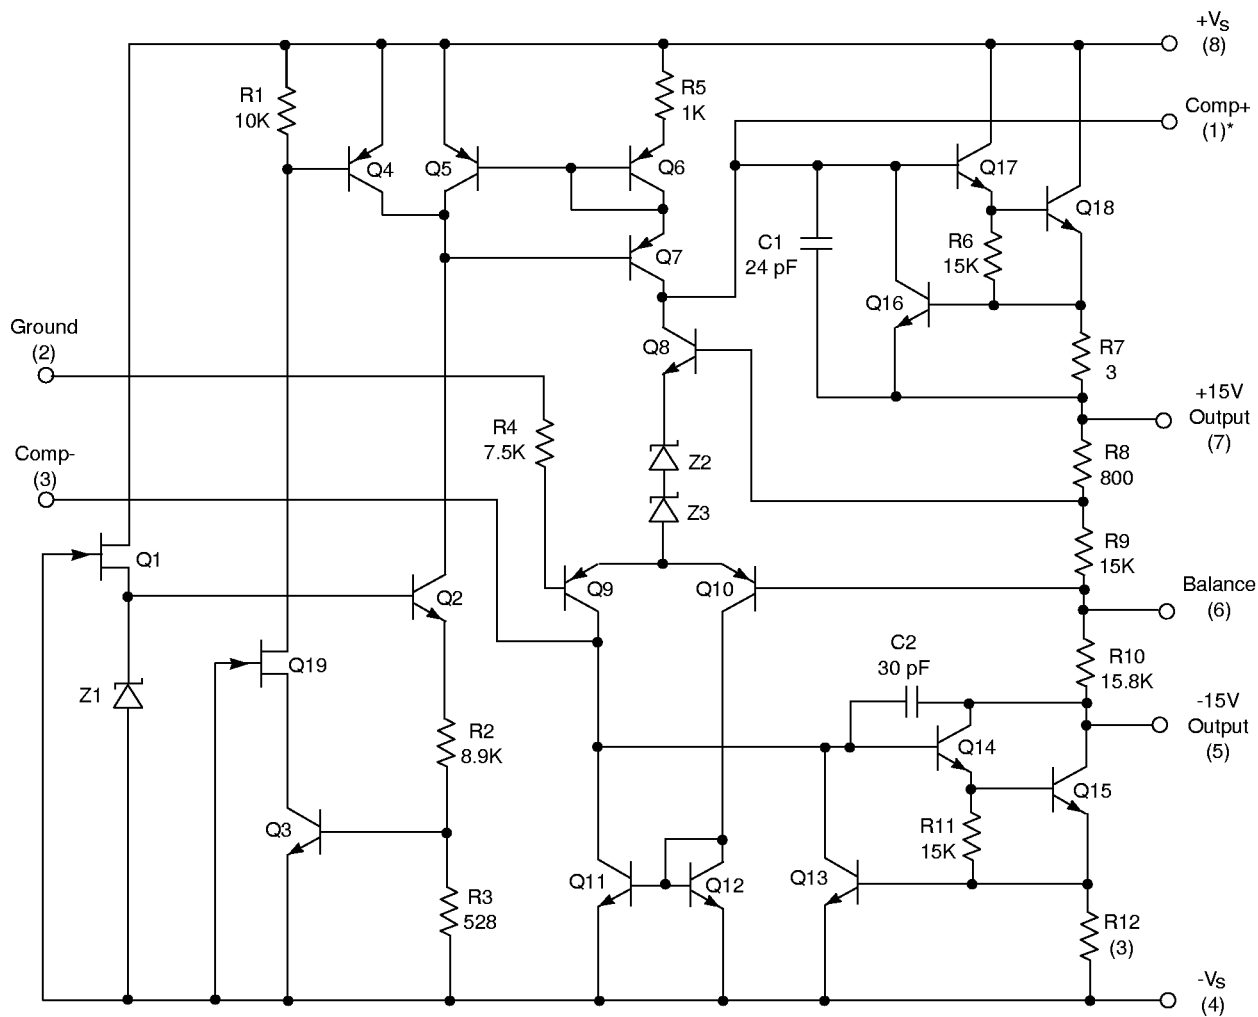 +VS
(8)
R1
10K
R5
1K
Comp+
(1)*
Q4
Q5
Q6
Q17
Q18
C1
24 pF
R6
15K
Q7
Q16
Ground
(2)
Q8
R7
3
+15V
Output
(7)
R4
7.5K
Comp-
(3)
Z2
R8
800
Z3
Q1
R9
15K
Q2
Q9
Q10
Balance
(6)
Q19
C2
30 pF
R10
15.8K
Z1
-15V
Output
(5)
R2
8.9K
Q14
Q15
Q3
R11
15K
Q11
Q12
Q13
R3
528
R12
(3)
-VS
(4)